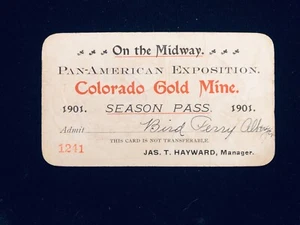 On the Midway.
PAN-AMERICAN EXPOSITION.
Colorado Gold Mine.
1901. SEASON PASS. 1901.
Admit Bird Ferry
THIS CARD IS NOT TRANSFERABLE
1211
JAS. T. HAYWARD, Manager.